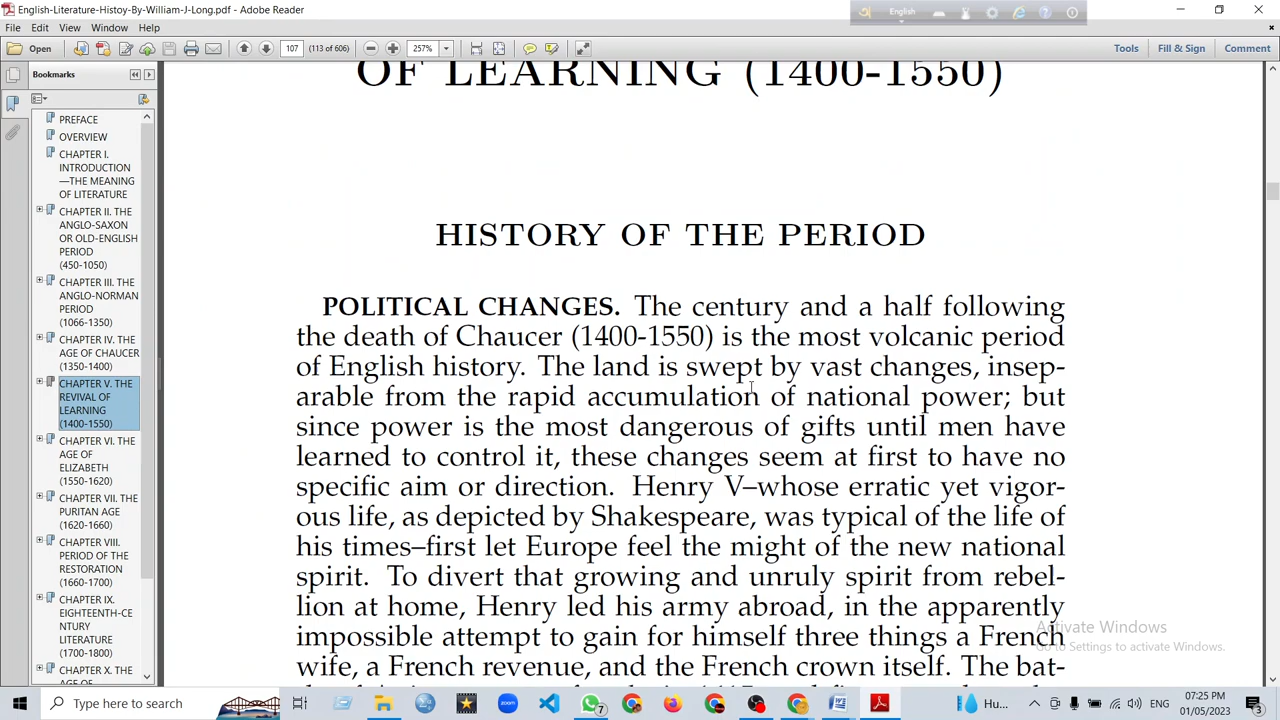 English-Literature-Histoy-By-William-J-Long.pdf - Adobe Reader
English
File Edit View Window Help
Open 107 (113 of 606) 257% Tools Fill & Sign Comment
Bookmarks
PREFACE
OVERVIEW
CHAPTER I.
INTRODUCTION
—THE MEANING
OF LITERATURE
CHAPTER II. THE
ANGLO-SAXON
OR OLD-ENGLISH
PERIOD
(450-1050)
CHAPTER III. THE
ANGLO-NORMAN
PERIOD
(1066-1350)
CHAPTER IV. THE
AGE OF CHAUCER
(1350-1400)
CHAPTER V. THE
REVIVAL OF
LEARNING
(1400-1550)
CHAPTER VI. THE
AGE OF
ELIZABETH
(1550-1620)
CHAPTER VII. THE
PURITAN AGE
(1620-1660)
CHAPTER VIII.
PERIOD OF THE
RESTORATION
(1660-1700)
CHAPTER IX.
EIGHTEENTH-CE
NTURY
LITERATURE
(1700-1800)
CHAPTER X. THE
AGE OF
OF LEARNING (1400-1550)
HISTORY OF THE PERIOD
POLITICAL CHANGES. The century and a half following
the death of Chaucer (1400-1550) is the most volcanic period
of English history. The land is swept by vast changes, insep-
arable from the rapid accumulation of national power; but
since power is the most dangerous of gifts until men have
learned to control it, these changes seem at first to have no
specific aim or direction. Henry V–whose erratic yet vigor-
ous life, as depicted by Shakespeare, was typical of the life of
his times–first let Europe feel the might of the new national
spirit. To divert that growing and unruly spirit from rebel-
lion at home, Henry led his army abroad, in the apparently
impossible attempt to gain for himself three things a French
wife, a French revenue, and the French crown itself. The bat-
Activate Windows
Go to Settings to activate Windows.
Type here to search
zoom
7
Hu...
ENG
07:25 PM
01/05/2023
3